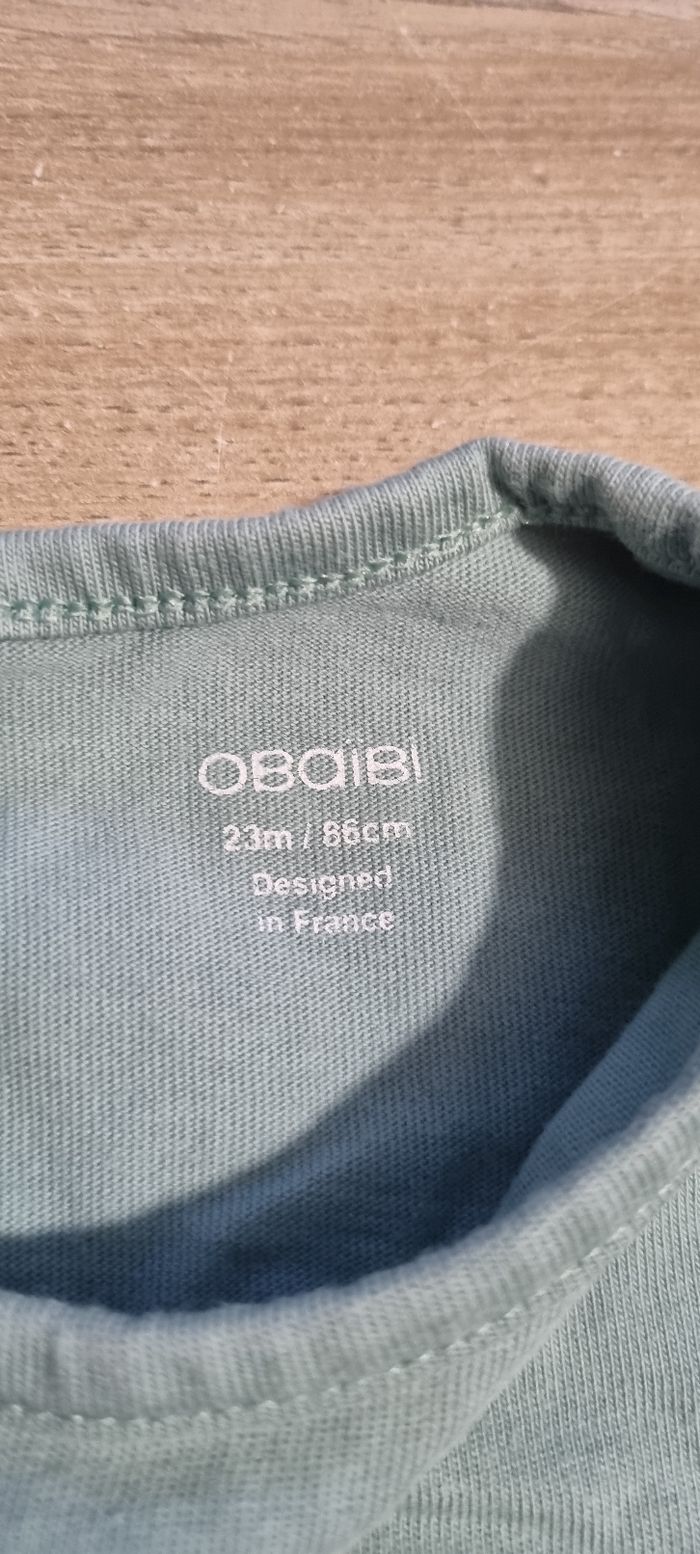 OBaiBi
23m / 86cm
Designed
in France